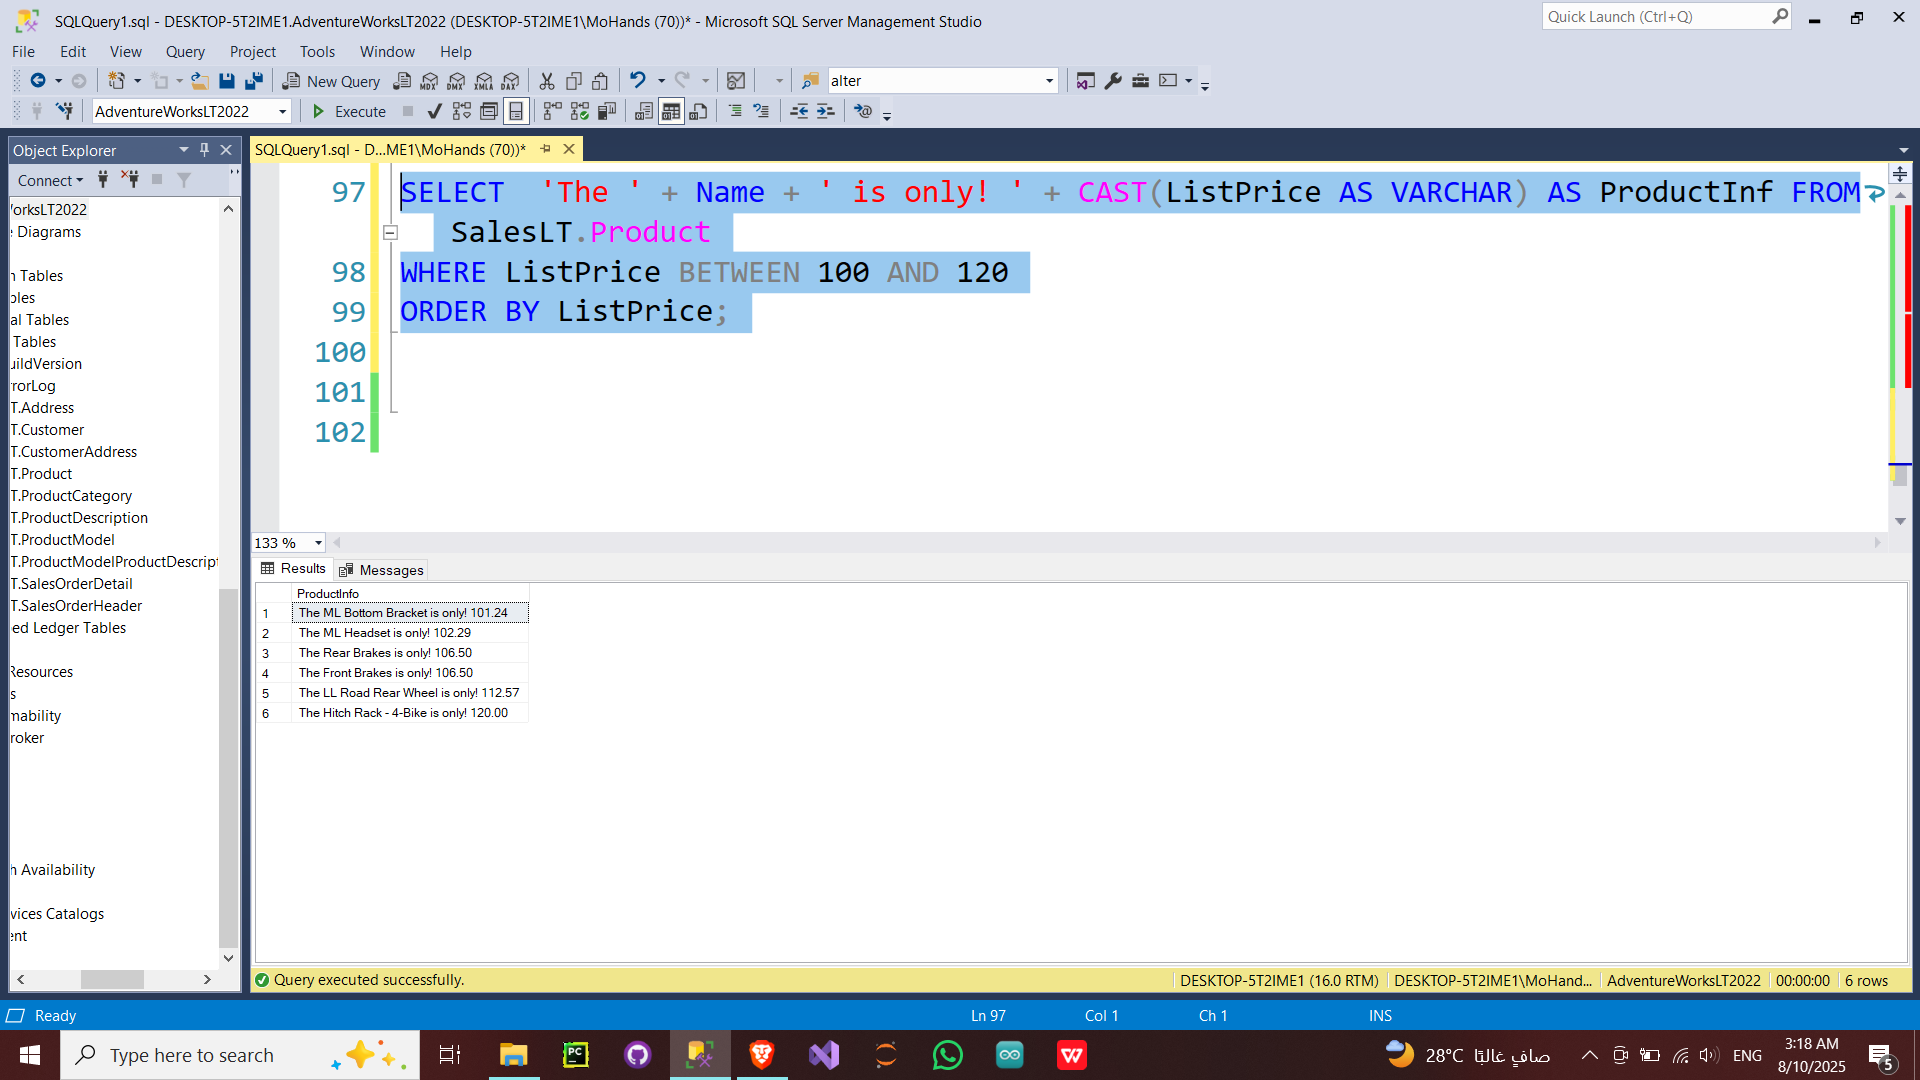 SQLQuery1.sql - DESKTOP-5T2IME1.AdventureWorksLT2022 (DESKTOP-5T2IME1\MoHands (70))* - Microsoft SQL Server Management Studio
Quick Launch (Ctrl+Q)
File Edit View Query Project Tools Window Help
New Query MDX DMX XMLA DAX alter
AdventureWorksLT2022 Execute
Object Explorer
Connect
'orksLT2022
: Diagrams
n Tables
bles
al Tables
Tables
uildVersion
rrorLog
T.Address
T.Customer
T.CustomerAddress
T.Product
T.ProductCategory
T.ProductDescription
T.ProductModel
T.ProductModelProductDescript
T.SalesOrderDetail
T.SalesOrderHeader
ed Ledger Tables
Resources
s
mability
roker
h Availability
vices Catalogs
ent
SQLQuery1.sql - D...ME1\MoHands (70))*
97 SELECT 'The ' + Name + ' is only! ' + CAST(ListPrice AS VARCHAR) AS ProductInf FROM
SalesLT.Product
98 WHERE ListPrice BETWEEN 100 AND 120
99 ORDER BY ListPrice;
100
101
102
133 %
Results Messages
ProductInfo
1 The ML Bottom Bracket is only! 101.24
2 The ML Headset is only! 102.29
3 The Rear Brakes is only! 106.50
4 The Front Brakes is only! 106.50
5 The LL Road Rear Wheel is only! 112.57
6 The Hitch Rack - 4-Bike is only! 120.00
Query executed successfully.
DESKTOP-5T2IME1 (16.0 RTM) DESKTOP-5T2IME1\MoHand... AdventureWorksLT2022 00:00:00 6 rows
Ready Ln 97 Col 1 Ch 1 INS
Type here to search
PC
28°C صافٍ غالبًا
ENG
3:18 AM
8/10/2025
5